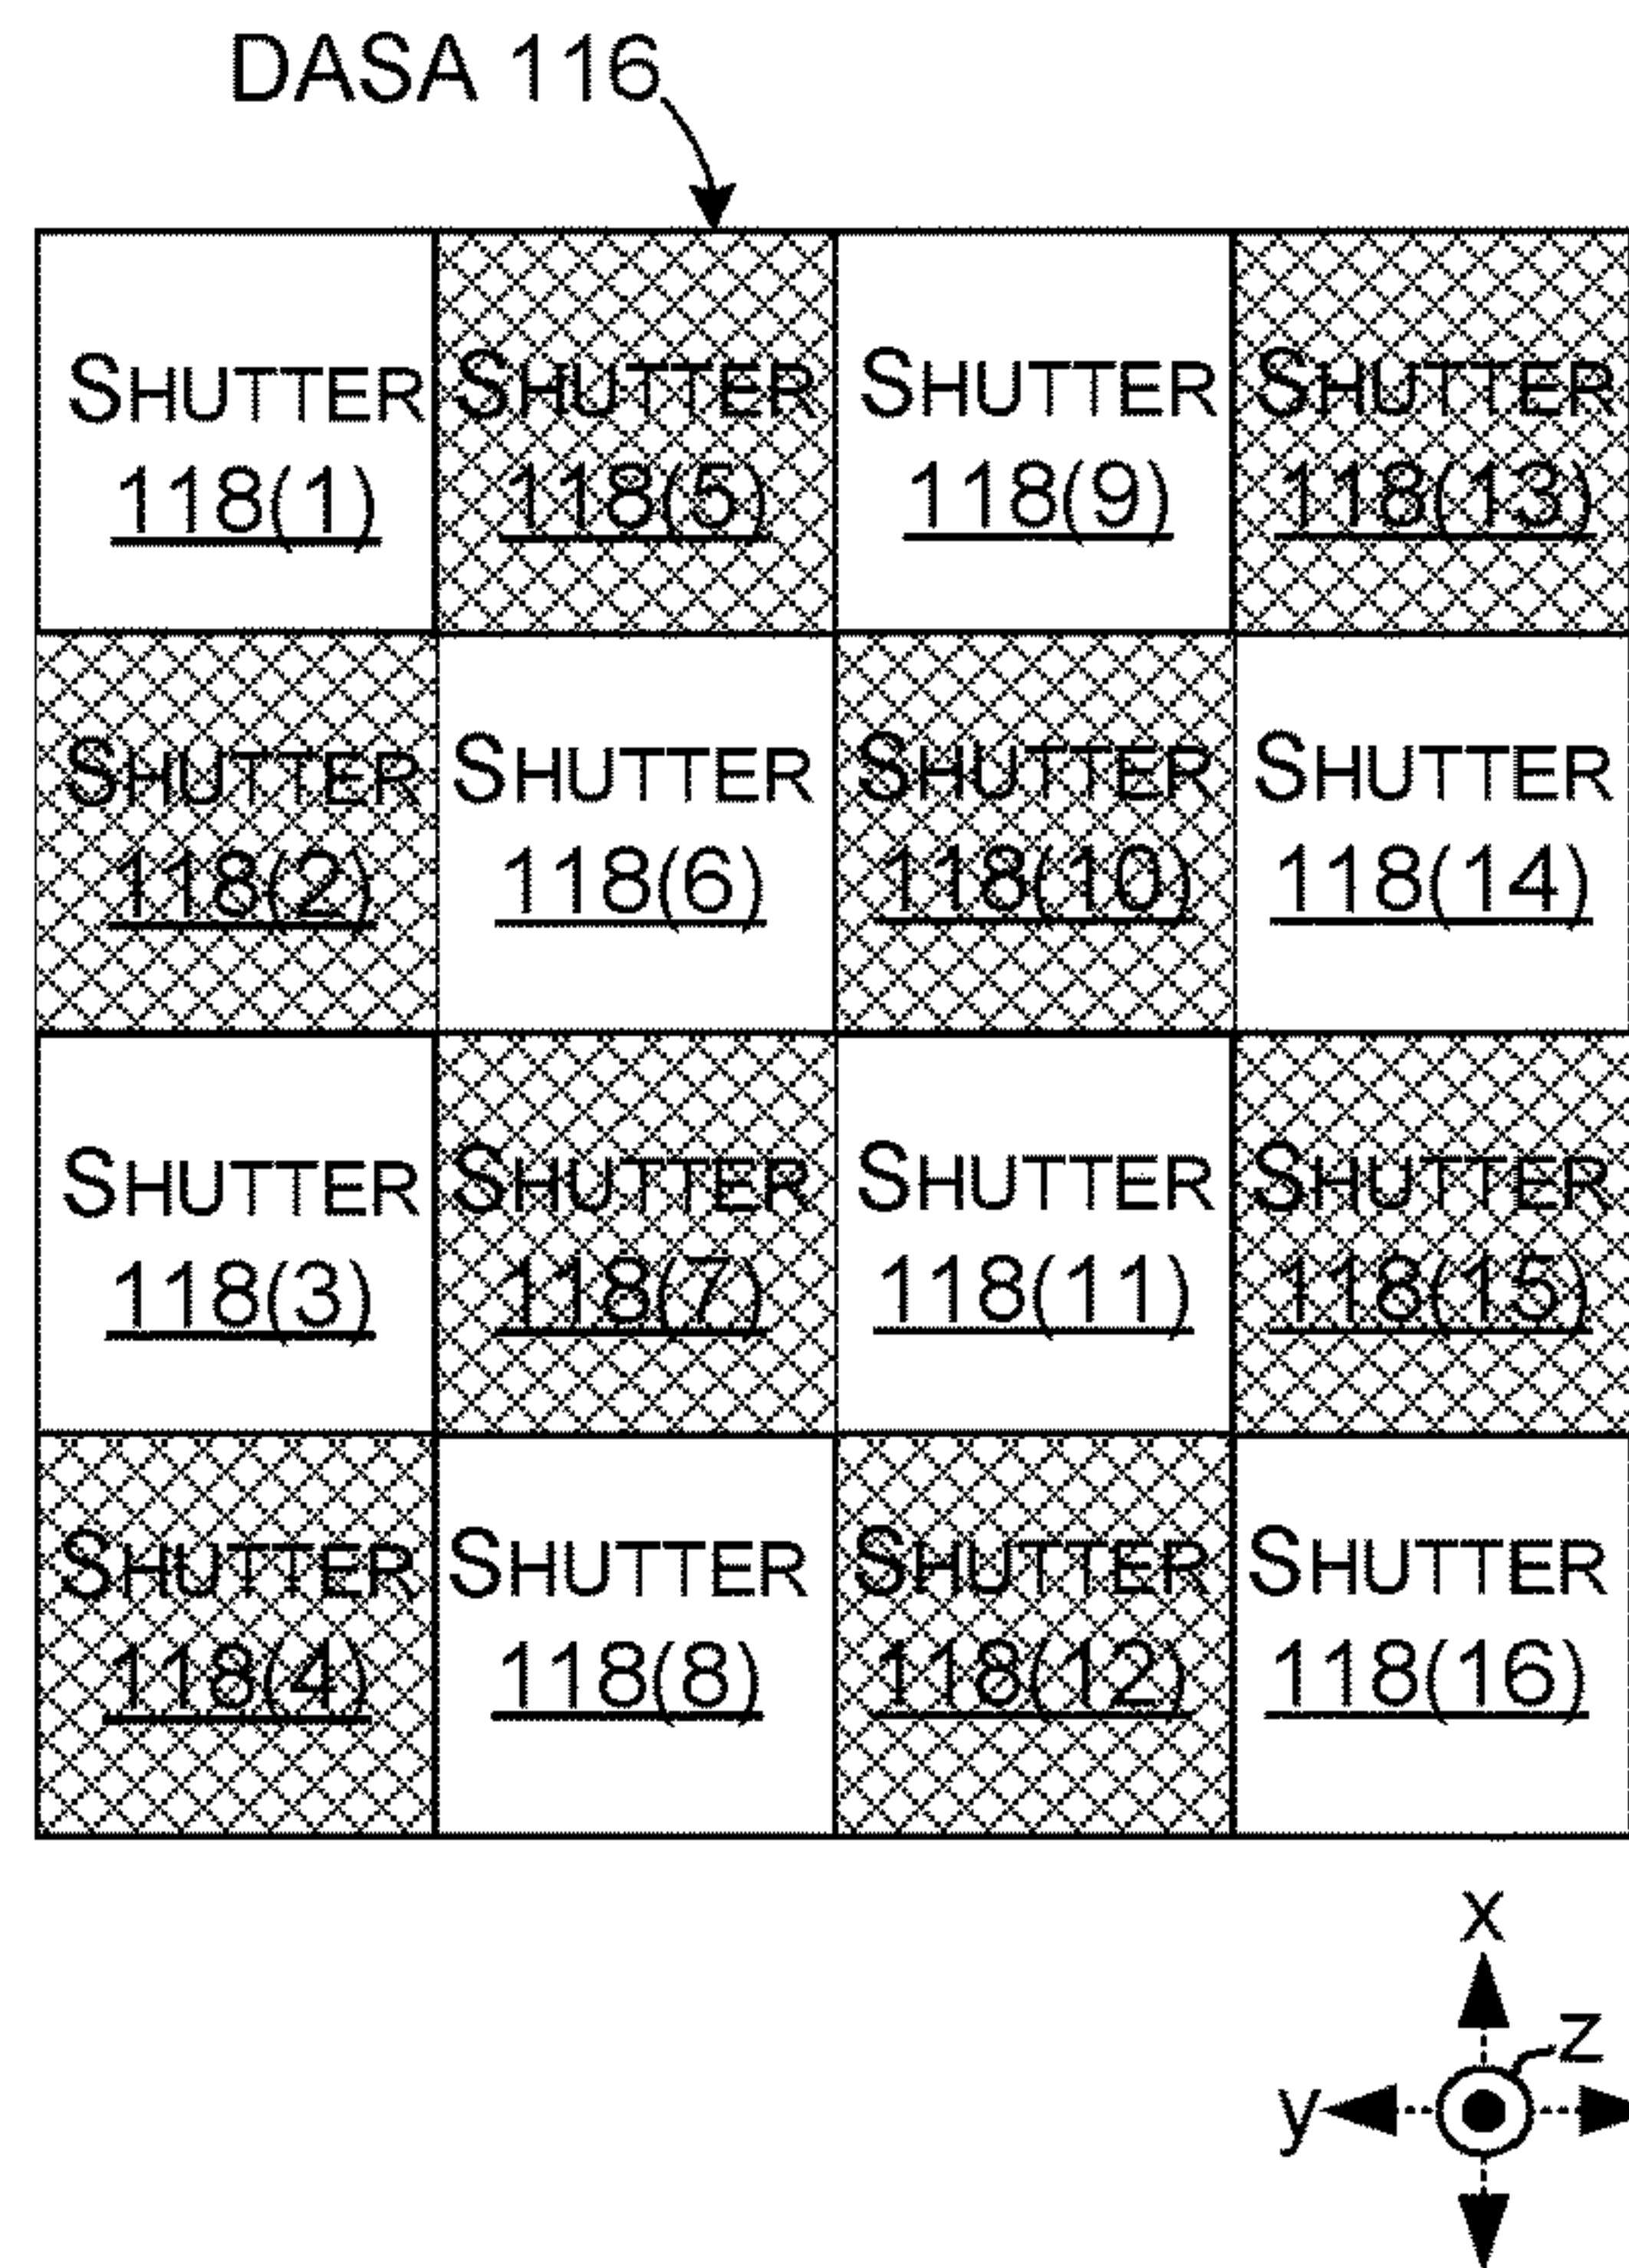 DASA 116
SHUTTER SHUTTER SHUTTER SHUTTER
118(1) 118(5) 118(9) 118(13)
SHUTTER SHUTTER SHUTTER SHUTTER
118(2) 118(6) 118(10) 118(14)
SHUTTER SHUTTER SHUTTER SHUTTER
118(3) 118(7) 118(11) 118(15)
SHUTTER SHUTTER SHUTTER SHUTTER
118(4) 118(8) 118(12) 118(16)
x
z
y